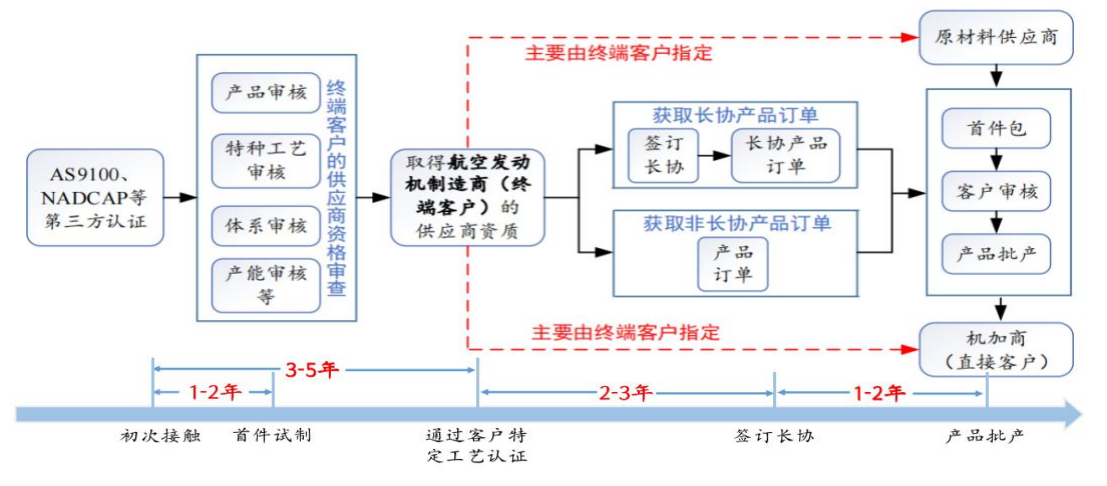 AS9100、
NADCAP等
第三方认证
产品审核
特种工艺
审核
体系审核
产能审核
等
终端客户的供应商资格审查
取得航空发动
机制造商（终
端客户）的
供应商资质
主要由终端客户指定
获取长协产品订单
签订
长协
长协产品
订单
获取非长协产品订单
产品
订单
主要由终端客户指定
原材料供应商
首件包
客户审核
产品批产
机加商
（直接客户）
3-5年
1-2年
2-3年
1-2年
初次接触
首件试制
通过客户特
定工艺认证
签订长协
产品批产